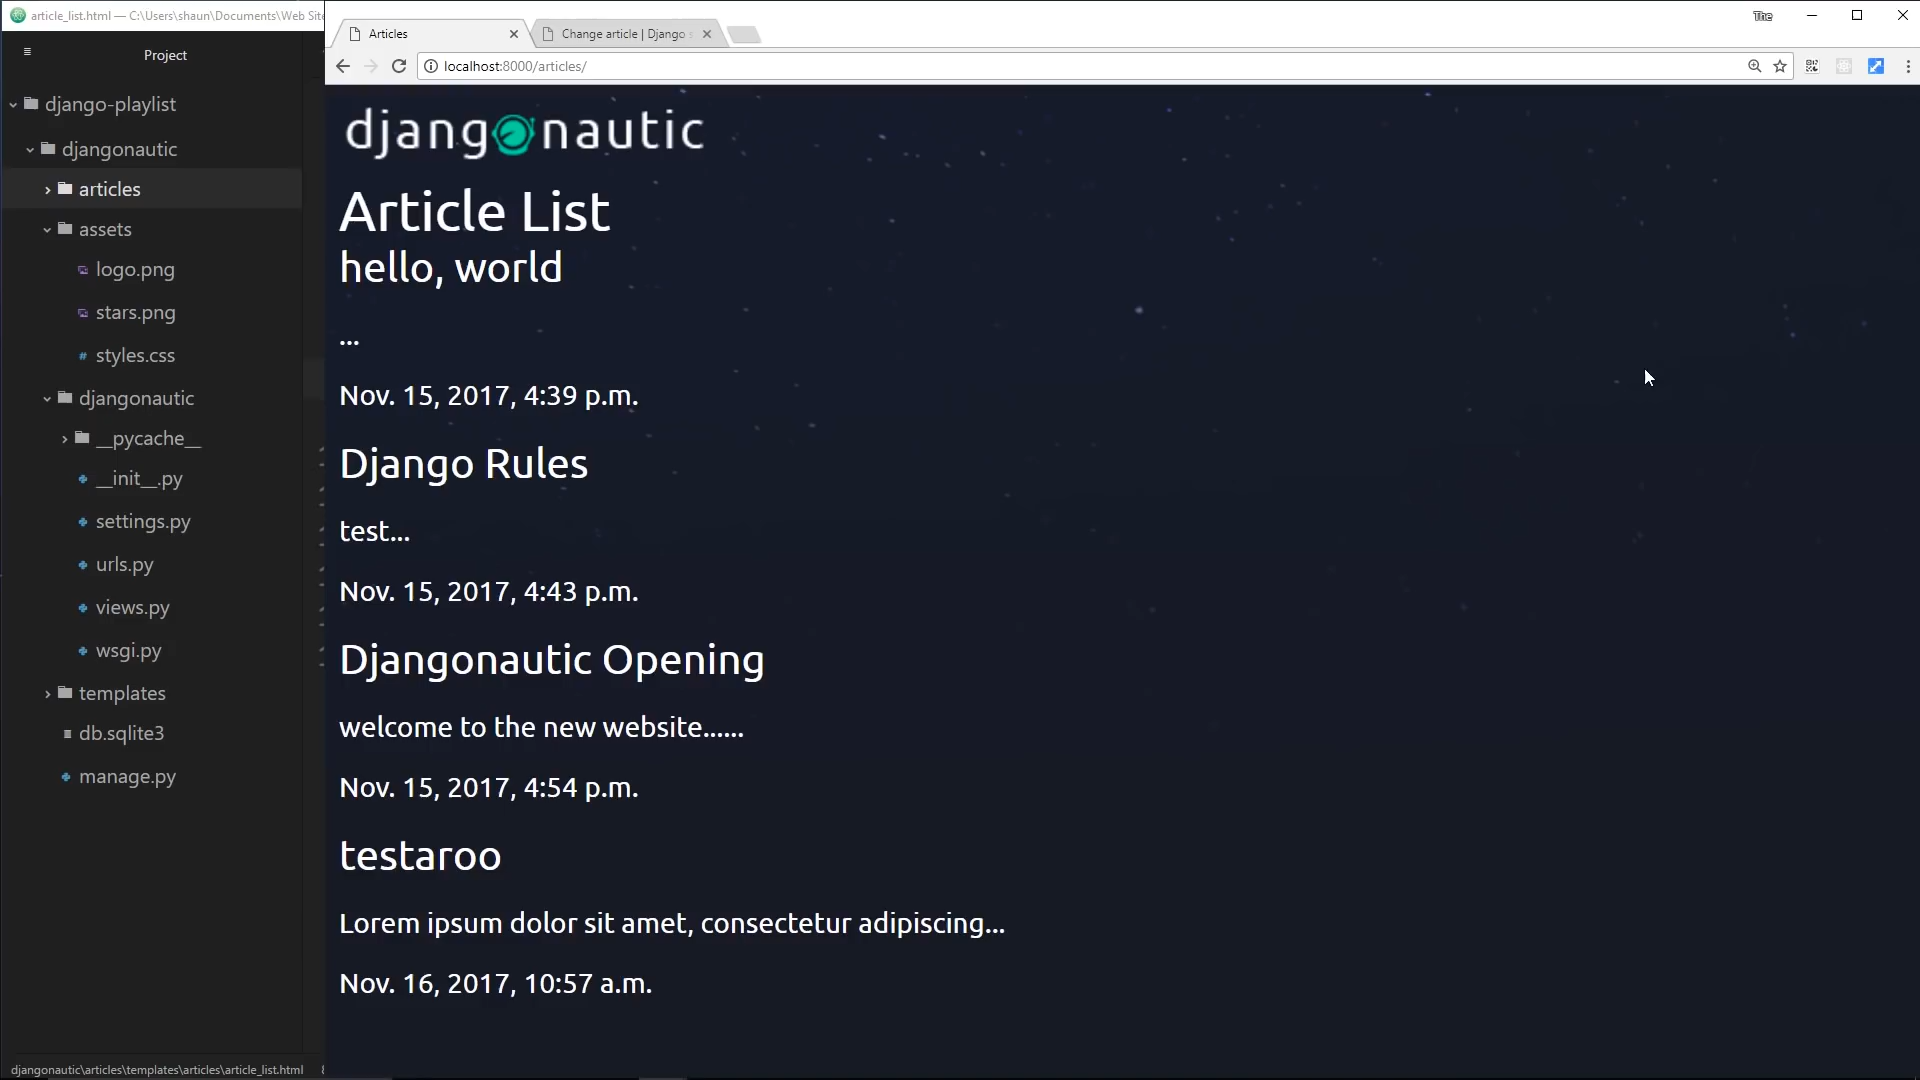 article_list.html — C:\Users\shaun\Documents\Web Site
The
Project
Articles
Change article | Django s
localhost:8000/articles/
django-playlist
djangonautic
articles
assets
logo.png
stars.png
styles.css
djangonautic
__pycache__
__init__.py
settings.py
urls.py
views.py
wsgi.py
templates
db.sqlite3
manage.py
djangonautic\articles\templates\articles\article_list.html
djangonautic
Article List
hello, world
...
Nov. 15, 2017, 4:39 p.m.
Django Rules
test...
Nov. 15, 2017, 4:43 p.m.
Djangonautic Opening
welcome to the new website......
Nov. 15, 2017, 4:54 p.m.
testaroo
Lorem ipsum dolor sit amet, consectetur adipiscing...
Nov. 16, 2017, 10:57 a.m.